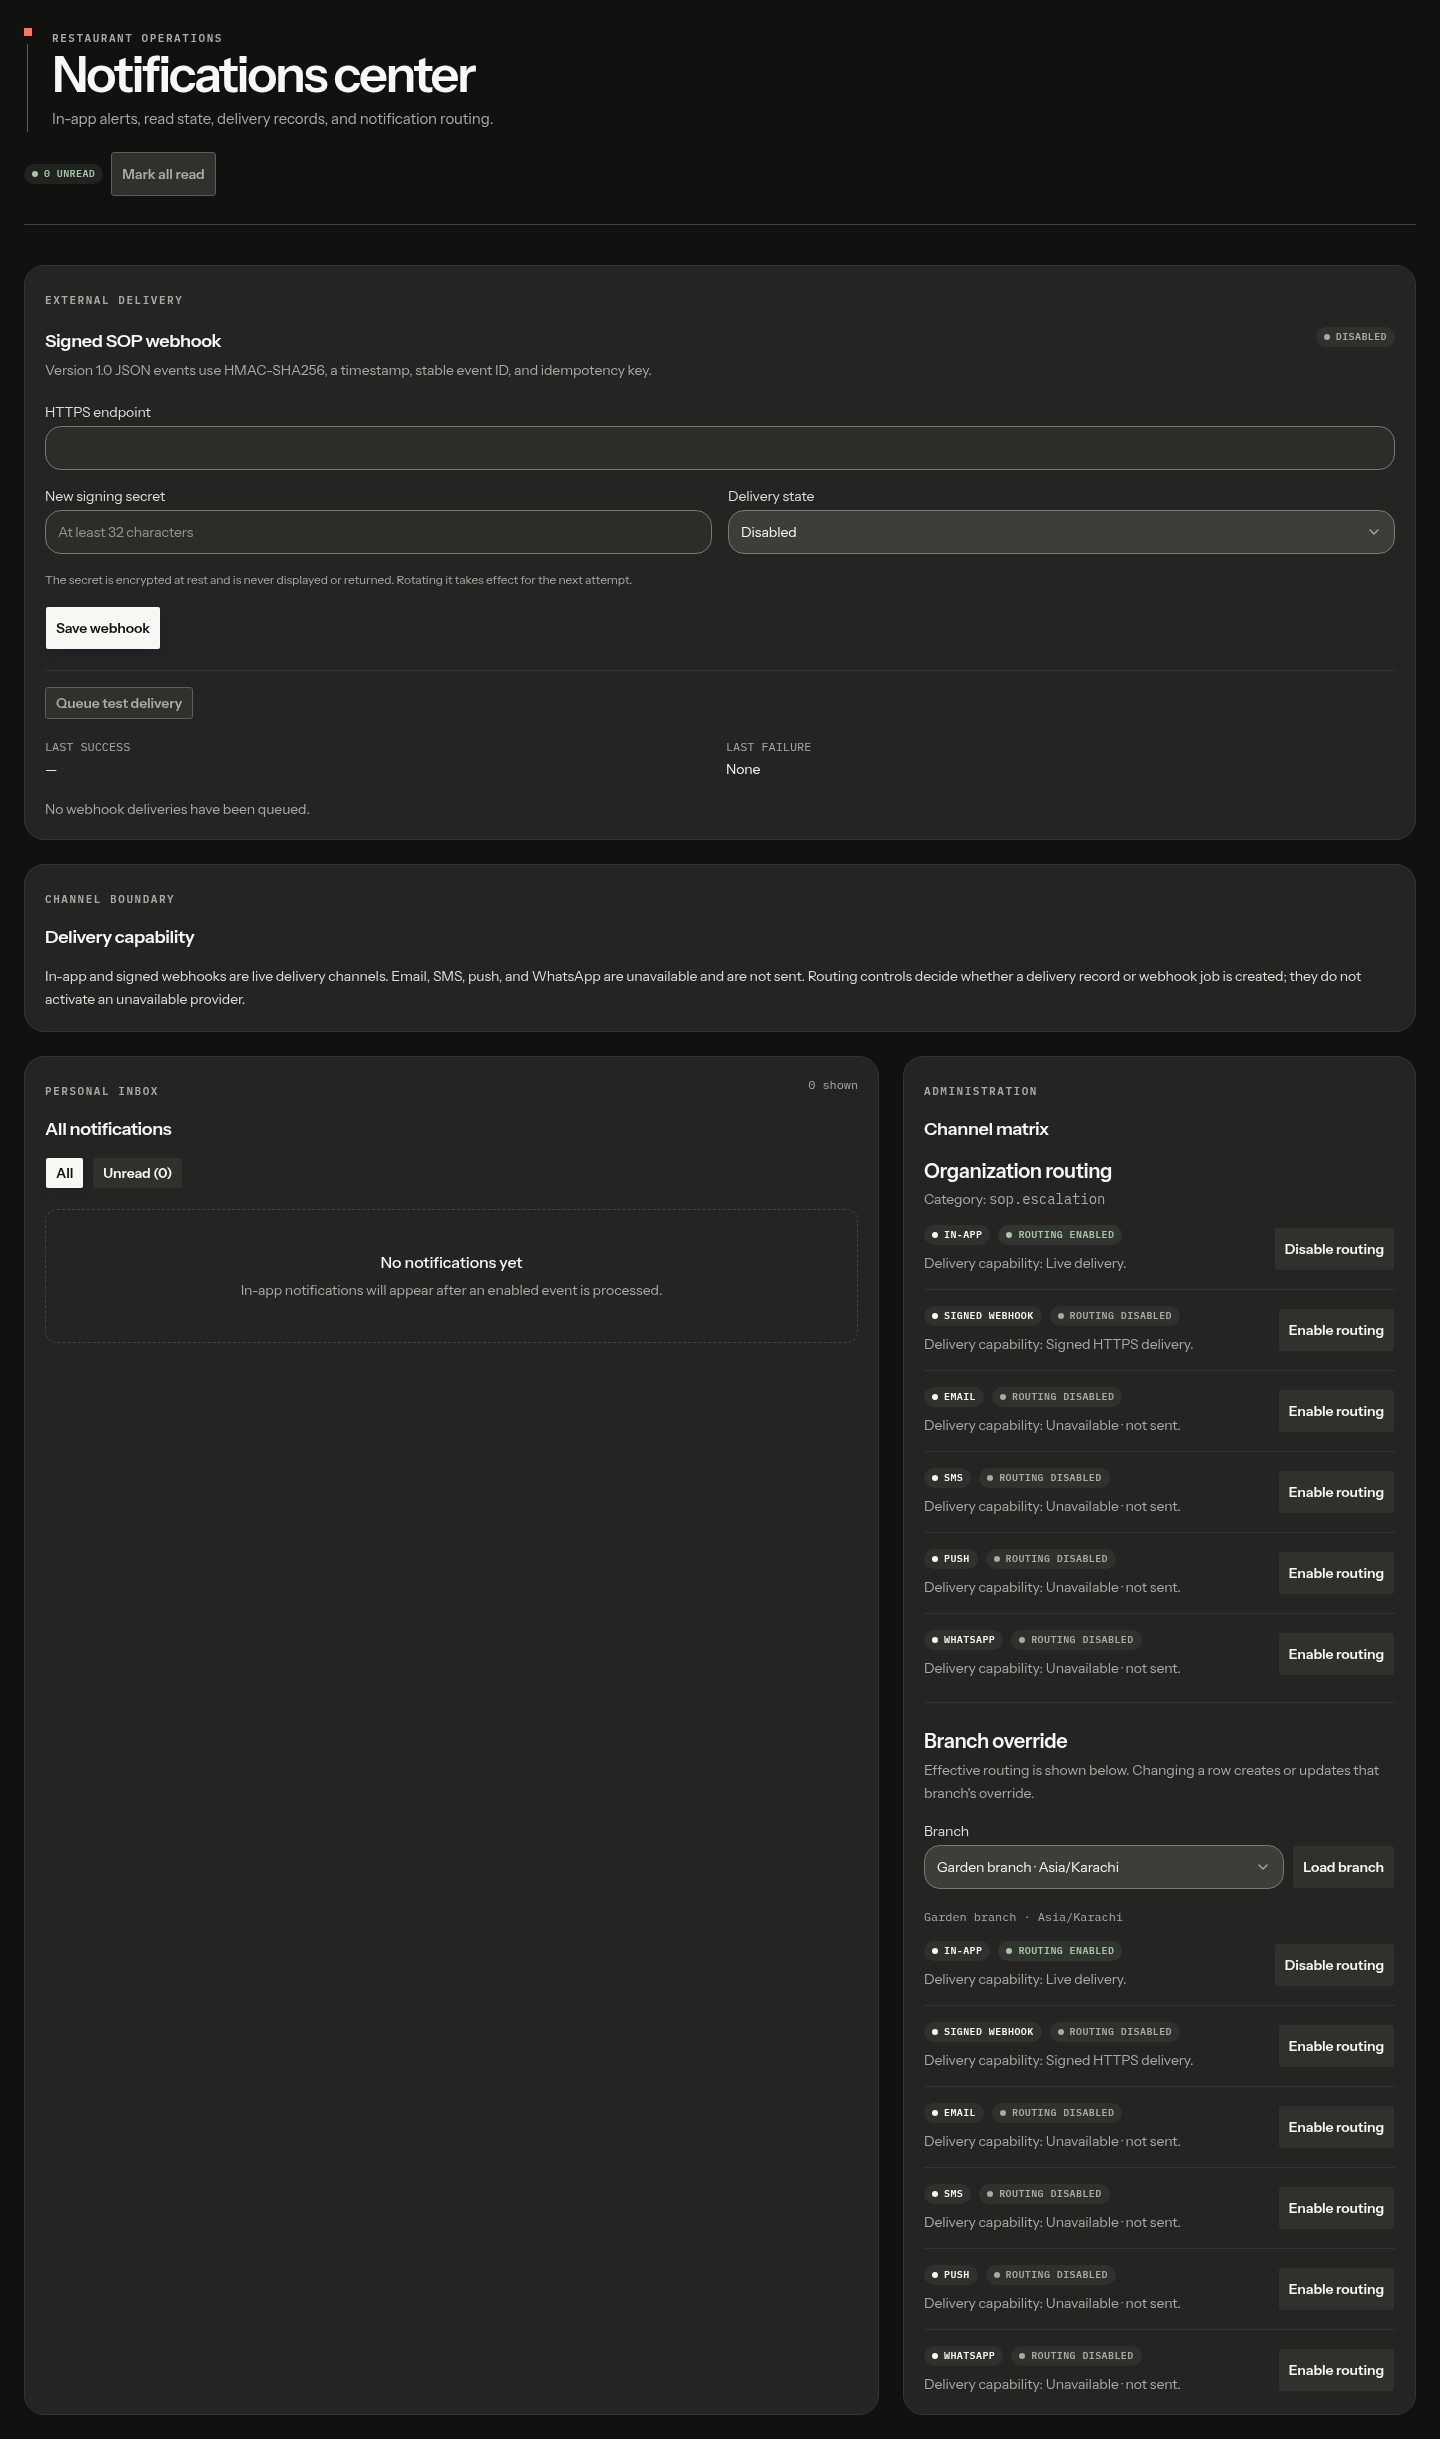 RESTAURANT OPERATIONS
Notifications center
In-app alerts, read state, delivery records, and notification routing.
0 UNREAD
Mark all read
EXTERNAL DELIVERY
Signed SOP webhook
DISABLED
Version 1.0 JSON events use HMAC-SHA256, a timestamp, stable event ID, and idempotency key.
HTTPS endpoint
New signing secret
Delivery state
At least 32 characters
Disabled
The secret is encrypted at rest and is never displayed or returned. Rotating it takes effect for the next attempt.
Save webhook
Queue test delivery
LAST SUCCESS
LAST FAILURE
—
None
No webhook deliveries have been queued.
CHANNEL BOUNDARY
Delivery capability
In-app and signed webhooks are live delivery channels. Email, SMS, push, and WhatsApp are unavailable and are not sent. Routing controls decide whether a delivery record or webhook job is created; they do not
activate an unavailable provider.
PERSONAL INBOX
0 shown
All notifications
All
Unread (0)
No notifications yet
In-app notifications will appear after an enabled event is processed.
ADMINISTRATION
Channel matrix
Organization routing
Category: sop.escalation
IN-APP
ROUTING ENABLED
Delivery capability: Live delivery.
Disable routing
SIGNED WEBHOOK
ROUTING DISABLED
Delivery capability: Signed HTTPS delivery.
Enable routing
EMAIL
ROUTING DISABLED
Delivery capability: Unavailable · not sent.
Enable routing
SMS
ROUTING DISABLED
Delivery capability: Unavailable · not sent.
Enable routing
PUSH
ROUTING DISABLED
Delivery capability: Unavailable · not sent.
Enable routing
WHATSAPP
ROUTING DISABLED
Delivery capability: Unavailable · not sent.
Enable routing
Branch override
Effective routing is shown below. Changing a row creates or updates that
branch's override.
Branch
Garden branch · Asia/Karachi
Load branch
Garden branch · Asia/Karachi
IN-APP
ROUTING ENABLED
Delivery capability: Live delivery.
Disable routing
SIGNED WEBHOOK
ROUTING DISABLED
Delivery capability: Signed HTTPS delivery.
Enable routing
EMAIL
ROUTING DISABLED
Delivery capability: Unavailable · not sent.
Enable routing
SMS
ROUTING DISABLED
Delivery capability: Unavailable · not sent.
Enable routing
PUSH
ROUTING DISABLED
Delivery capability: Unavailable · not sent.
Enable routing
WHATSAPP
ROUTING DISABLED
Delivery capability: Unavailable · not sent.
Enable routing